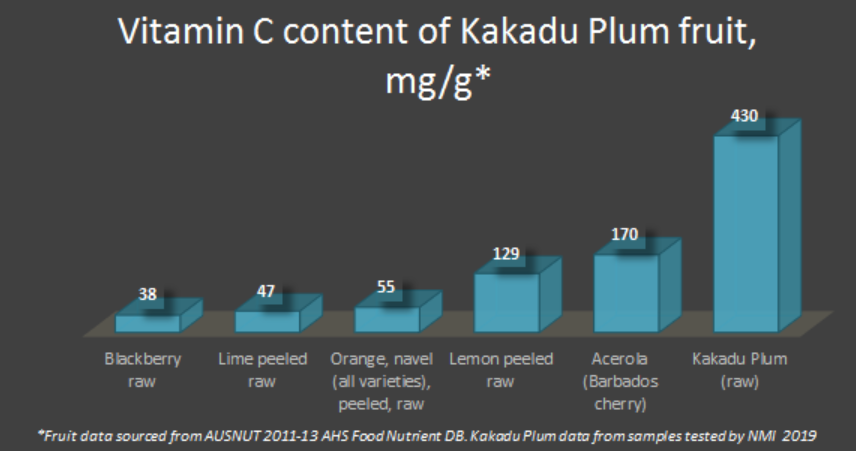 Vitamin C content of Kakadu Plum fruit,
mg/g*
430
170
129
55
47
38
Blackberry
raw
Lime peeled
raw
Orange, navel
(all varieties),
peeled, raw
Lemon peeled
raw
Acerola
(Barbados
cherry)
Kakadu Plum
(raw)
*Fruit data sourced from AUSNUT 2011-13 AHS Food Nutrient DB. Kakadu Plum data from samples tested by NMI 2019